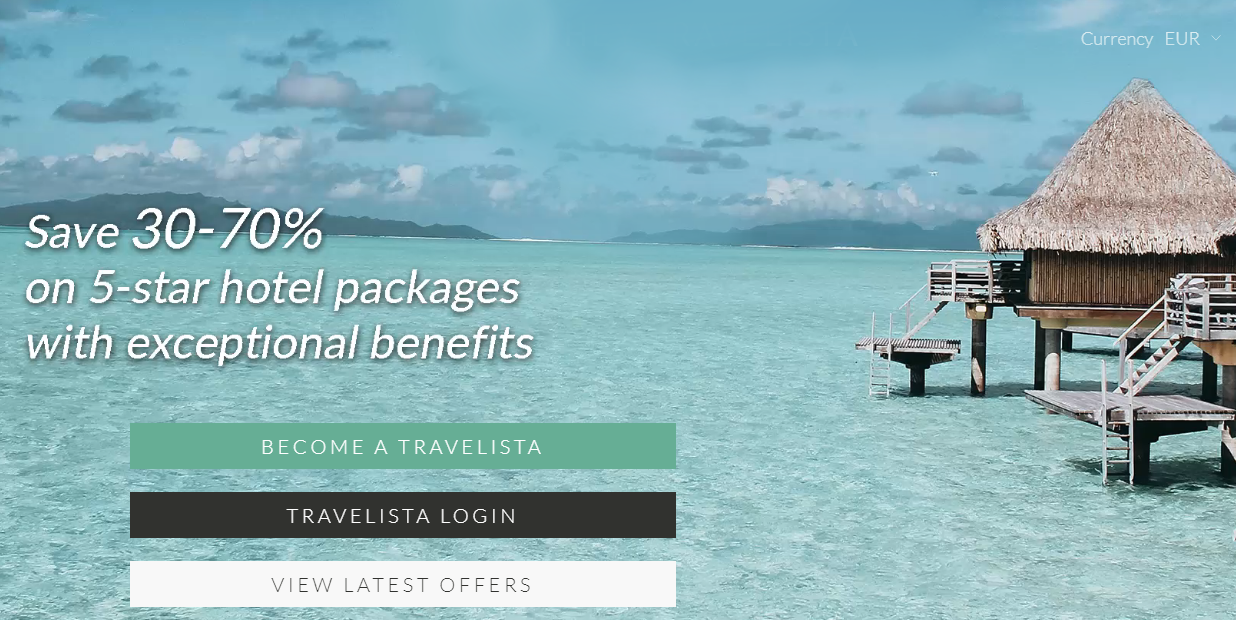 Currency EUR
Save 30-70%
on 5-star hotel packages
with exceptional benefits
BECOME A TRAVELISTA
TRAVELISTA LOGIN
VIEW LATEST OFFERS